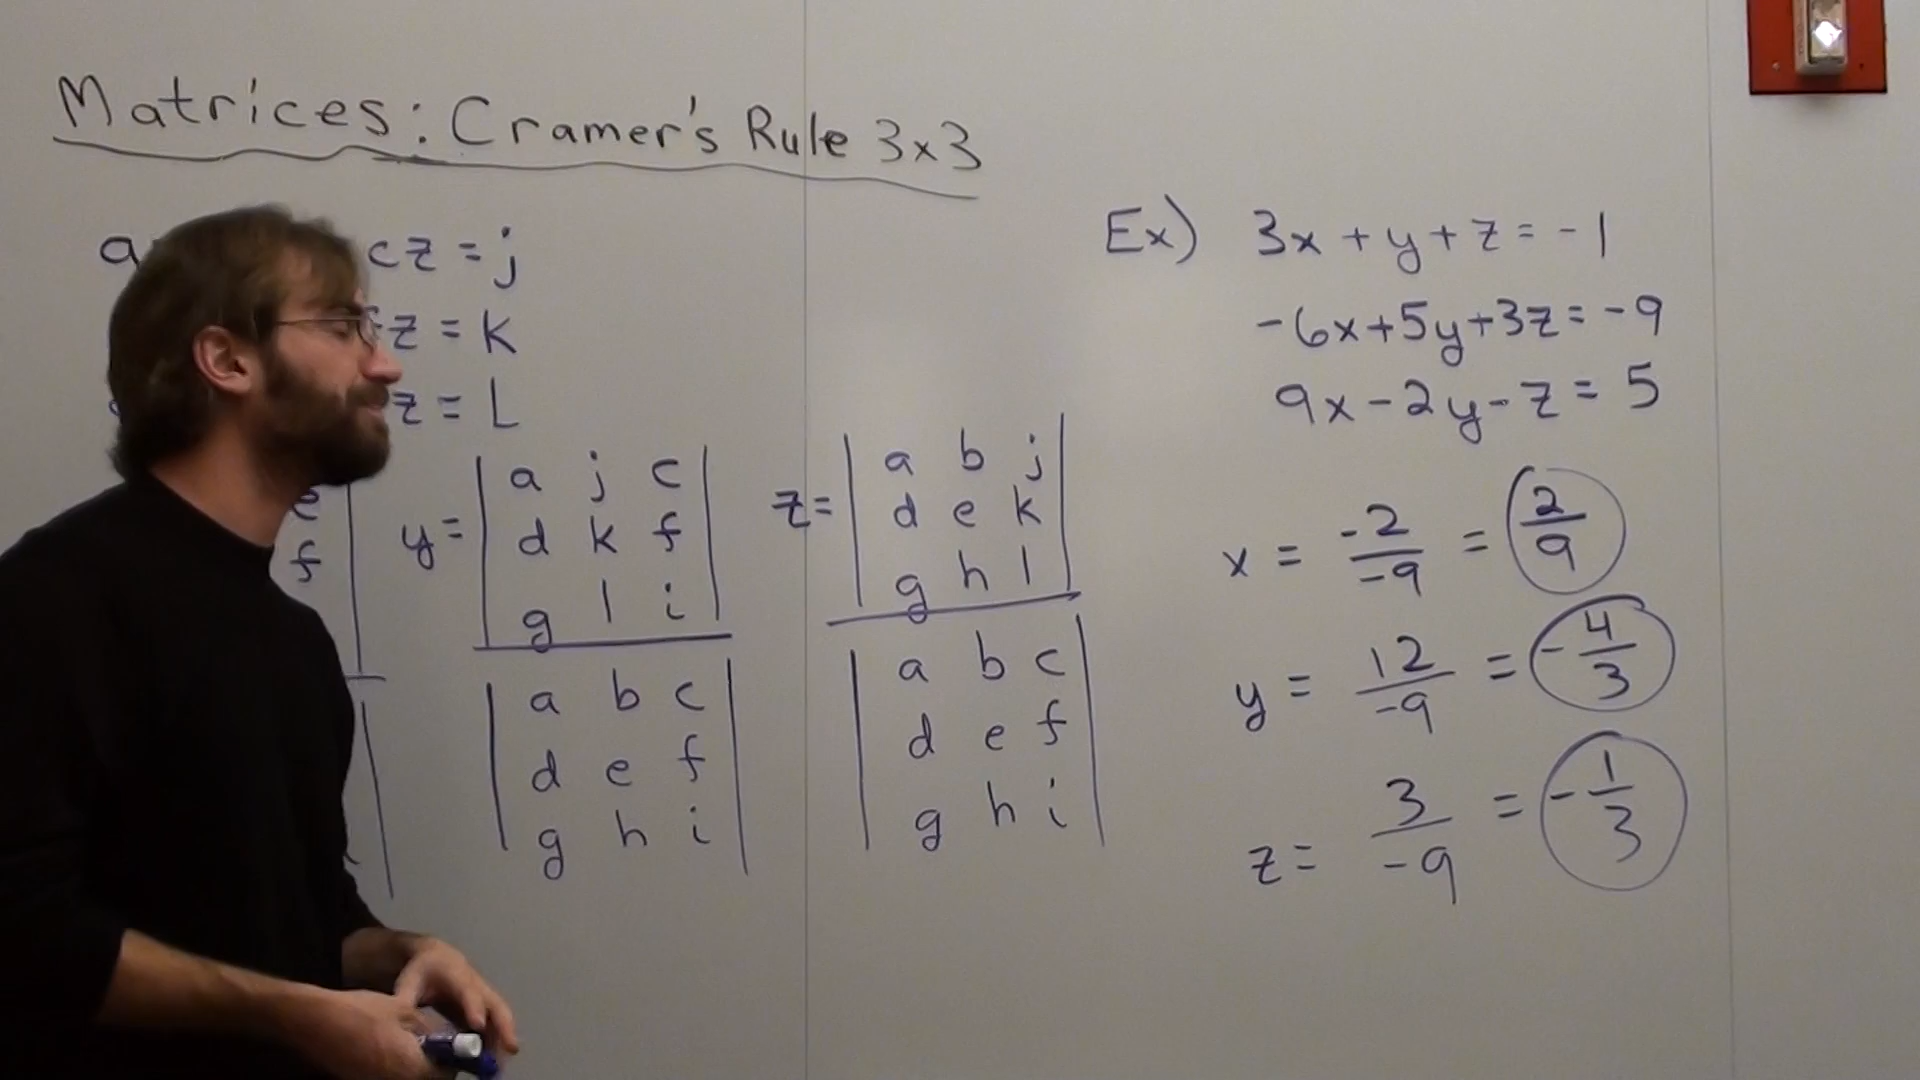 Matrices: Cramer's Rule 3x3
a cz = j
z = K
z = L
e
f
y = | a j c |
| d k f |
| g l i |
| a b c |
| d e f |
| g h i |
z = | a b j |
| d e k |
| g h l |
| a b c |
| d e f |
| g h i |
Ex) 3x + y + z = -1
-6x + 5y + 3z = -9
9x - 2y - z = 5
x = -2/-9 = 2/9
y = 12/-9 = -4/3
z = 3/-9 = -1/3